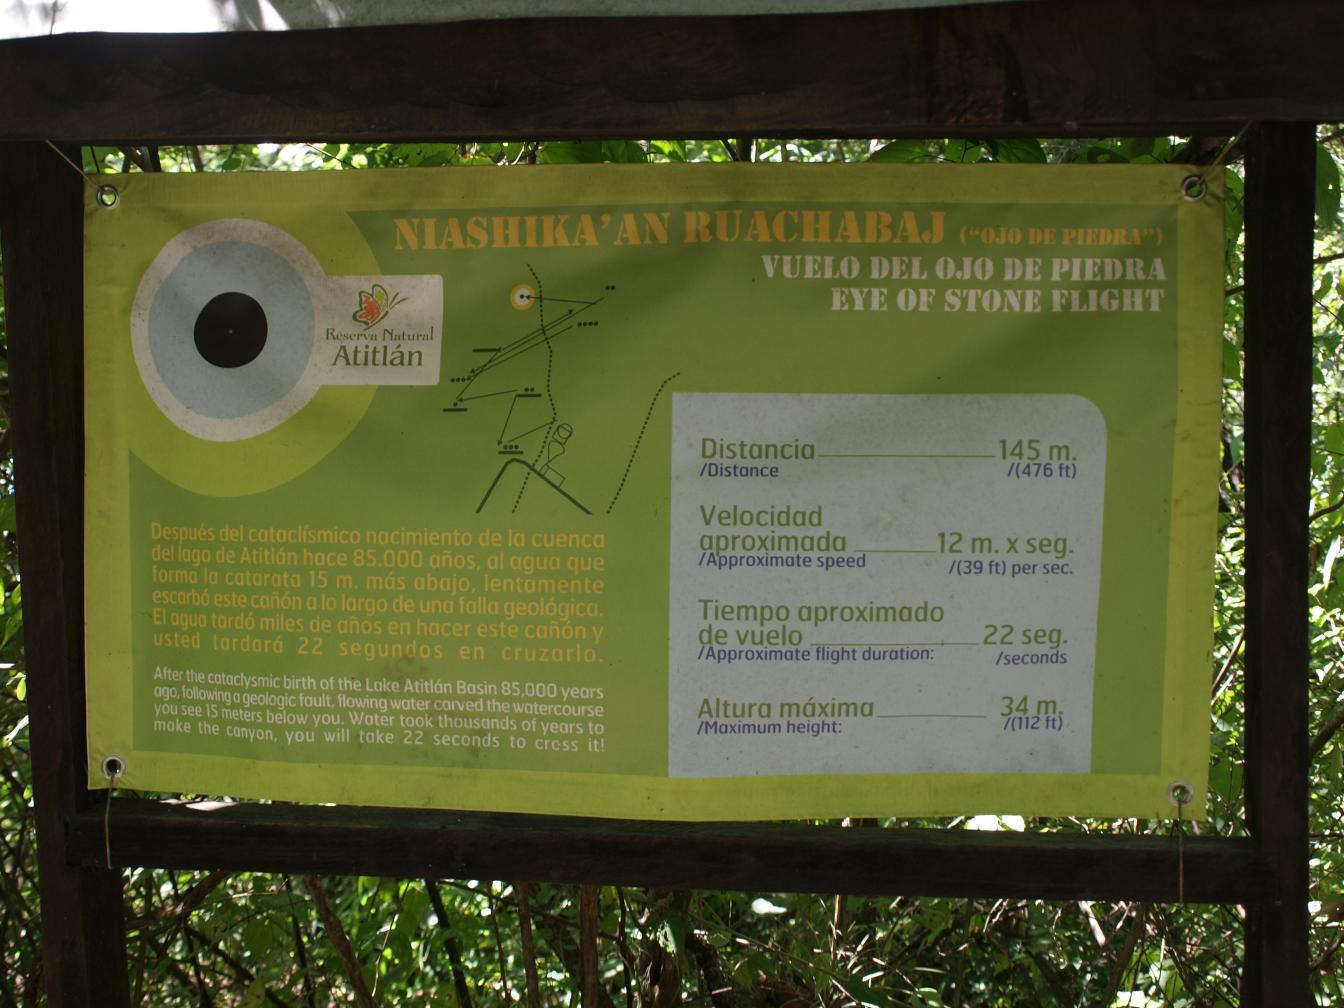 NIASHIKA'AN RUACHABAJ ("OJO DE PIEDRA")
VUELO DEL OJO DE PIEDRA
EYE OF STONE FLIGHT
Reserva Natural
Atitlán
Después del cataclísmico nacimiento de la cuenca
del lago de Atitlán hace 85.000 años, al agua que
forma la catarata 15 m. más abajo, lentamente
escarbó este cañón a lo largo de una falla geológica.
El agua tardó miles de años en hacer este cañón y
usted tardará 22 segundos en cruzarlo.
After the cataclysmic birth of the Lake Atitlán Basin 85,000 years
ago, following a geologic fault, flowing water carved the watercourse
you see 15 meters below you. Water took thousands of years to
make the canyon, you will take 22 seconds to cross it!
Distancia 145 m.
/Distance /(476 ft)
Velocidad
aproximada 12 m. x seg.
/Approximate speed /(39 ft) per sec.
Tiempo aproximado
de vuelo 22 seg.
/Approximate flight duration: /seconds
Altura máxima 34 m.
/Maximum height: /(112 ft)